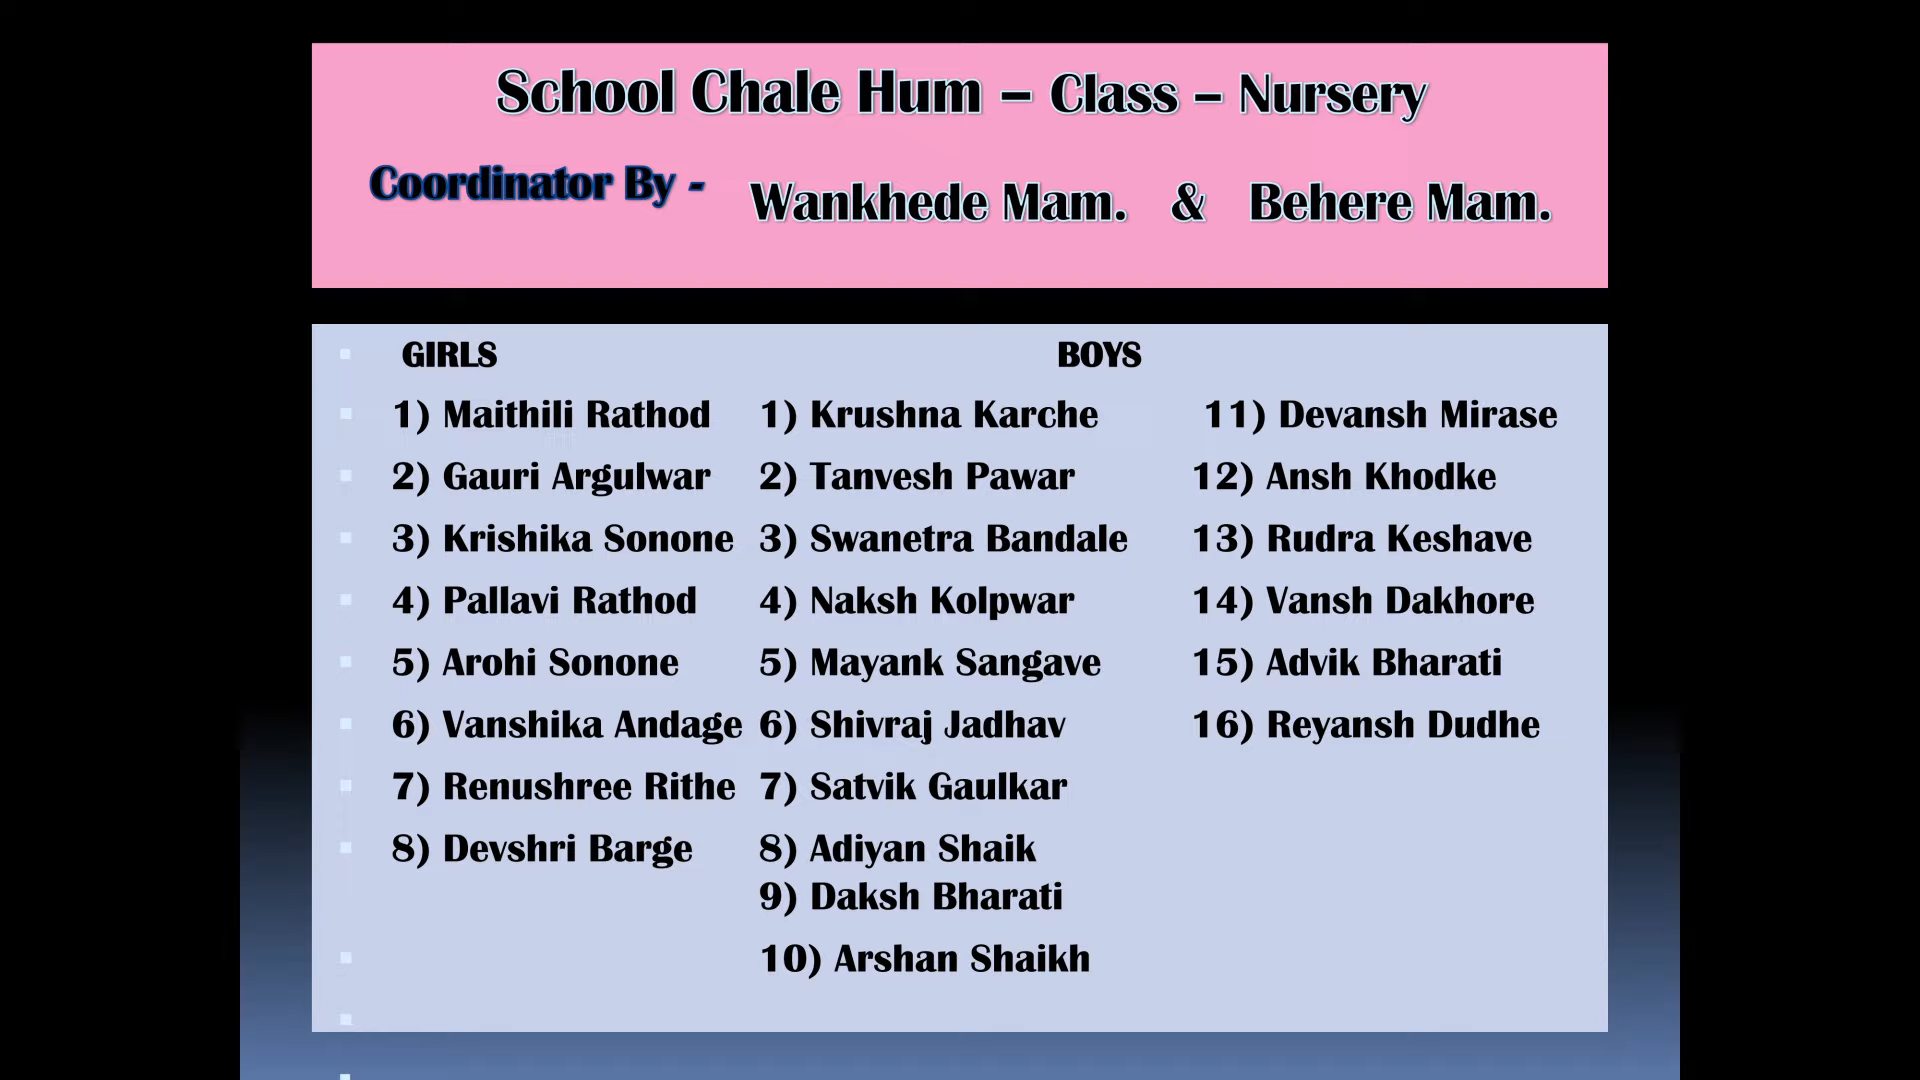 School Chale Hum – Class – Nursery
Coordinator By - Wankhede Mam. & Behere Mam.
GIRLS BOYS
1) Maithili Rathod 1) Krushna Karche 11) Devansh Mirase
2) Gauri Argulwar 2) Tanvesh Pawar 12) Ansh Khodke
3) Krishika Sonone 3) Swanetra Bandale 13) Rudra Keshave
4) Pallavi Rathod 4) Naksh Kolpwar 14) Vansh Dakhore
5) Arohi Sonone 5) Mayank Sangave 15) Advik Bharati
6) Vanshika Andage 6) Shivraj Jadhav 16) Reyansh Dudhe
7) Renushree Rithe 7) Satvik Gaulkar
8) Devshri Barge 8) Adiyan Shaik
9) Daksh Bharati
10) Arshan Shaikh